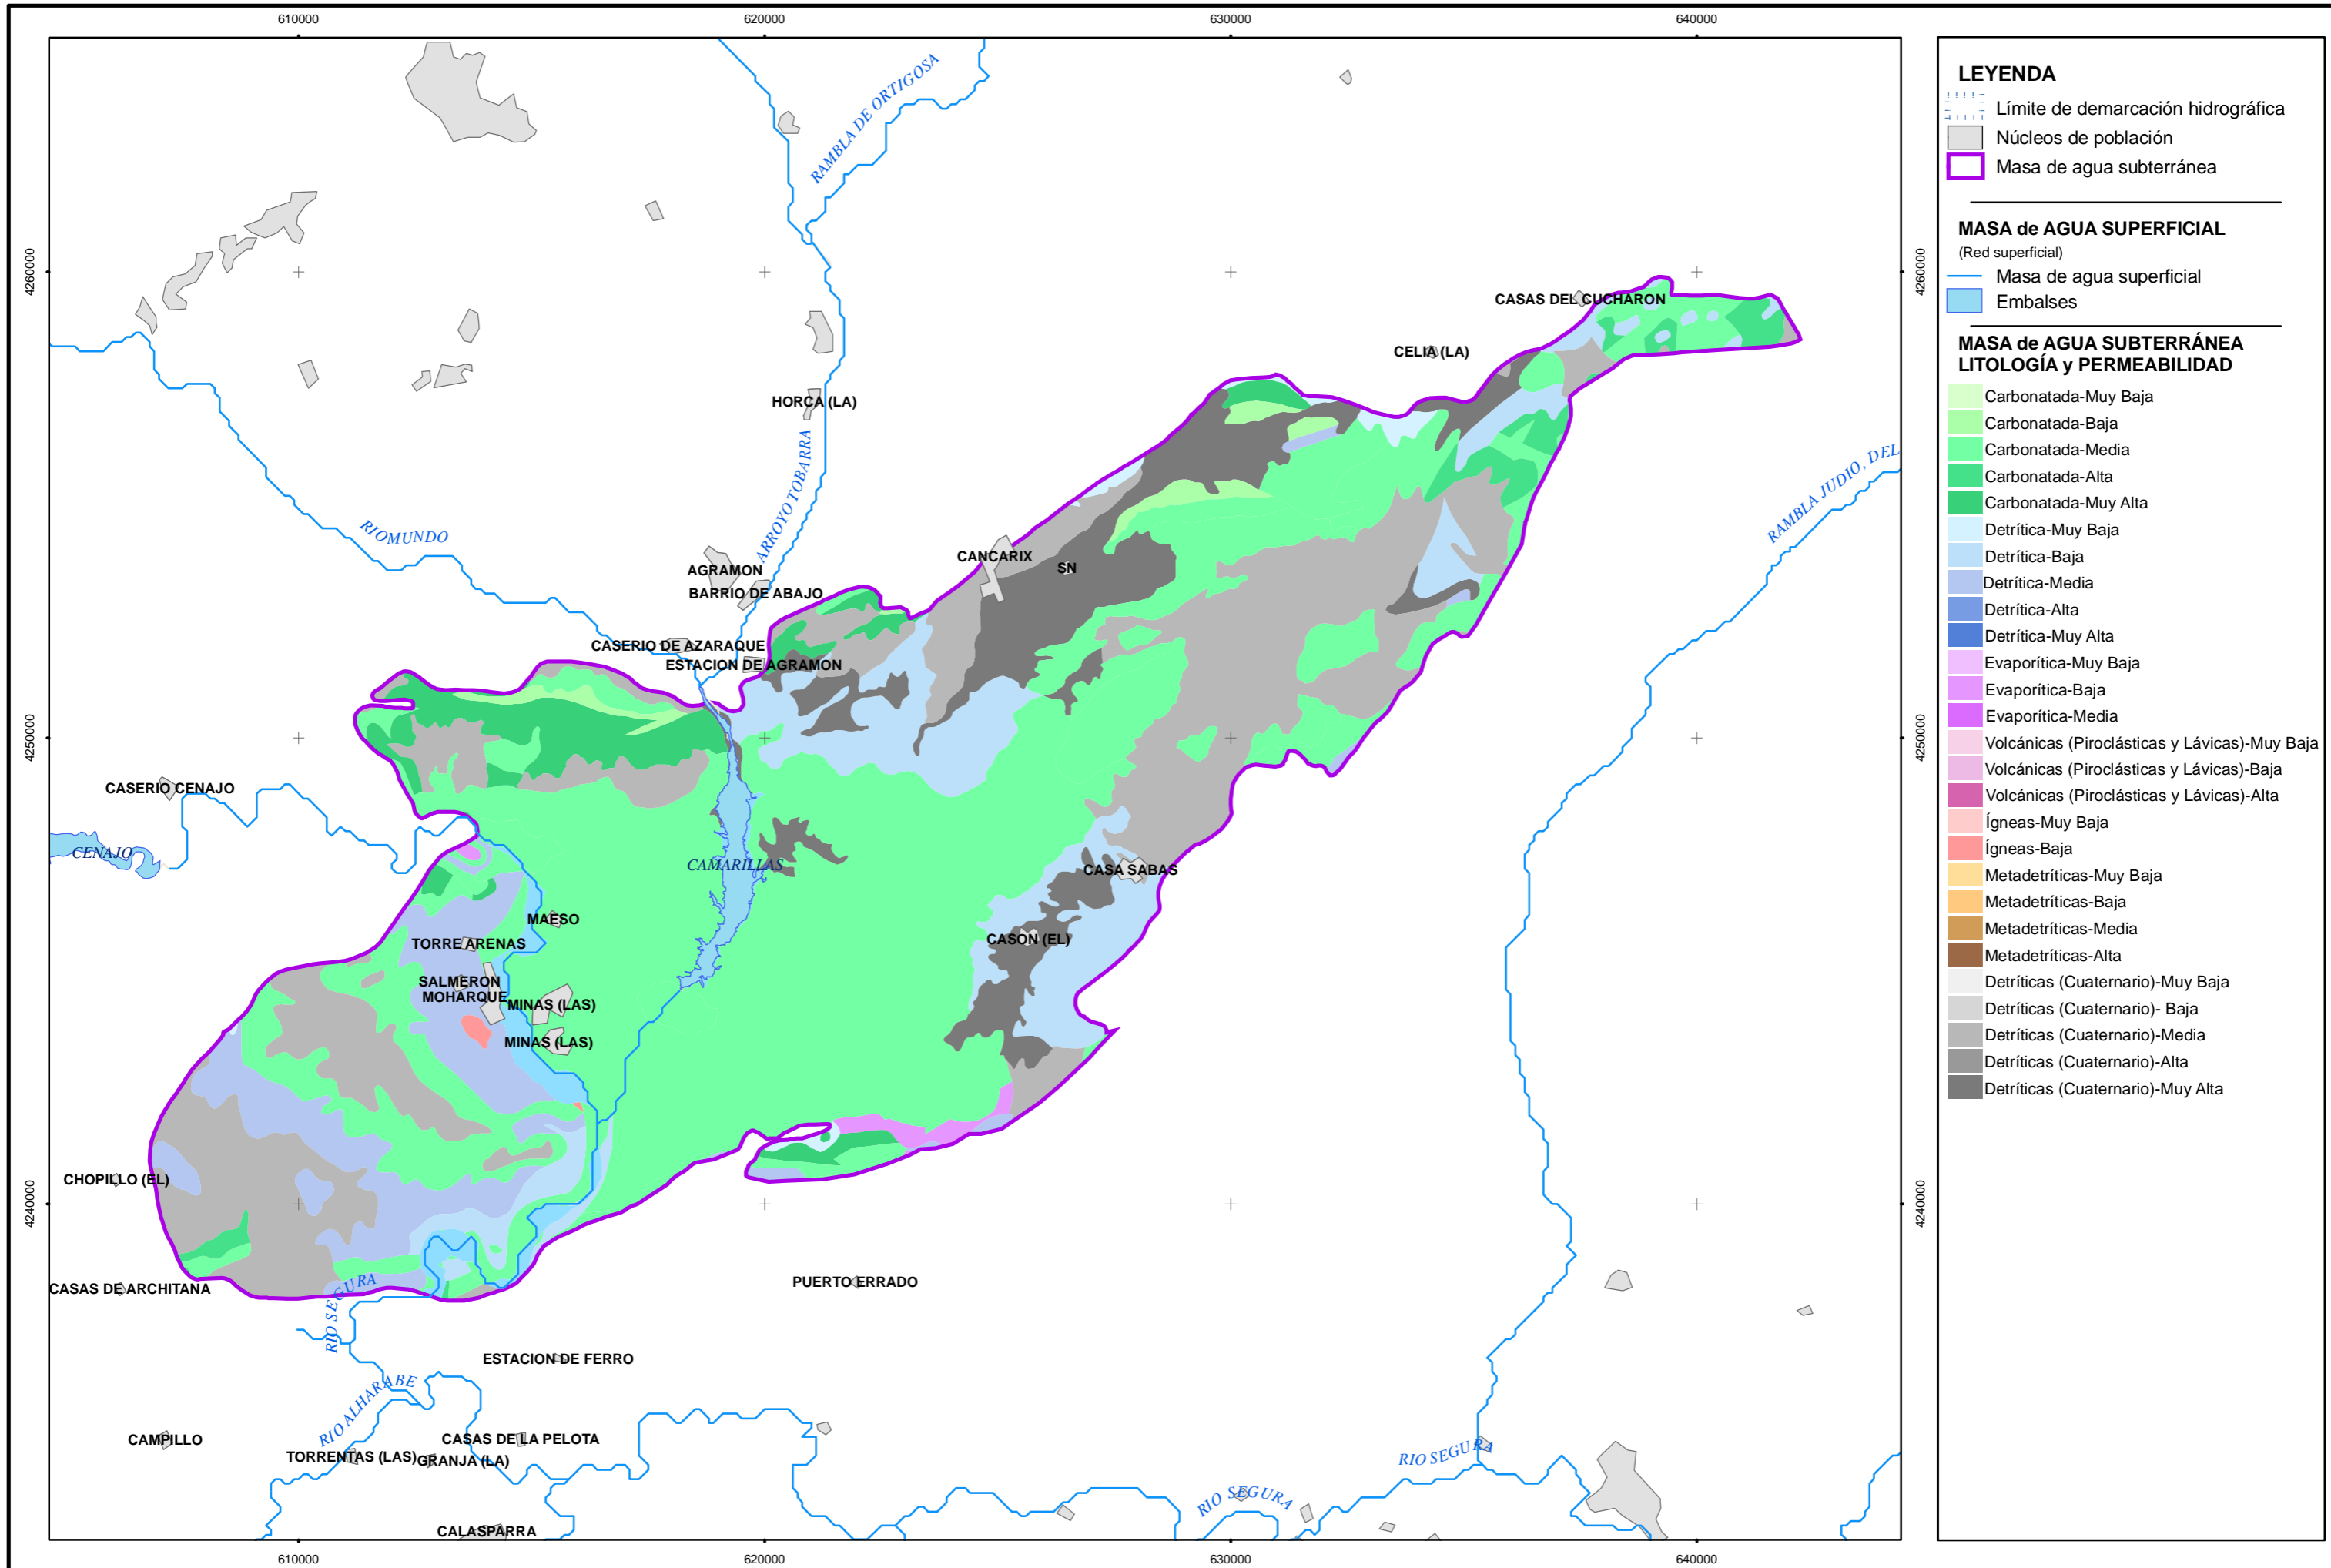 610000
620000
630000
640000
RAMBLA DE ORTIGOSA
4260000
4260000
CASAS DEL CUCHARON
CELIA (LA)
HORCA (LA)
ARROYO TOBARRA
RAMBLA JUDIO, DEL
RIOMUNDO
CANCARIX
SN
AGRAMON
BARRIO DE ABAJO
CASERIO DE AZARAQUE
ESTACION DE AGRAMON
4250000
4250000
CASERIO CENAJO
CENAJO
CAMARILLAS
CASA SABAS
MAESO
TORRE ARENAS
CASON (EL)
SALMERON
MOHARQUE
MINAS (LAS)
MINAS (LAS)
CHOPILLO (EL)
4240000
4240000
CASAS DE ARCHITANA
RIO SEGURA
PUERTO ERRADO
ESTACION DE FERRO
RIO ALHARABE
CAMPILLO
CASAS DE LA PELOTA
TORRENTAS (LAS)
GRANJA (LA)
RIO SEGURA
RIO SEGURA
CALASPARRA
610000
620000
630000
640000
LEYENDA
Límite de demarcación hidrográfica
Núcleos de población
Masa de agua subterránea
MASA de AGUA SUPERFICIAL
(Red superficial)
Masa de agua superficial
Embalses
MASA de AGUA SUBTERRÁNEA
LITOLOGÍA y PERMEABILIDAD
Carbonatada-Muy Baja
Carbonatada-Baja
Carbonatada-Media
Carbonatada-Alta
Carbonatada-Muy Alta
Detrítica-Muy Baja
Detrítica-Baja
Detrítica-Media
Detrítica-Alta
Detrítica-Muy Alta
Evaporítica-Muy Baja
Evaporítica-Baja
Evaporítica-Media
Volcánicas (Piroclásticas y Lávicas)-Muy Baja
Volcánicas (Piroclásticas y Lávicas)-Baja
Volcánicas (Piroclásticas y Lávicas)-Alta
Ígneas-Muy Baja
Ígneas-Baja
Metadetríticas-Muy Baja
Metadetríticas-Baja
Metadetríticas-Media
Metadetríticas-Alta
Detríticas (Cuaternario)-Muy Baja
Detríticas (Cuaternario)- Baja
Detríticas (Cuaternario)-Media
Detríticas (Cuaternario)-Alta
Detríticas (Cuaternario)-Muy Alta